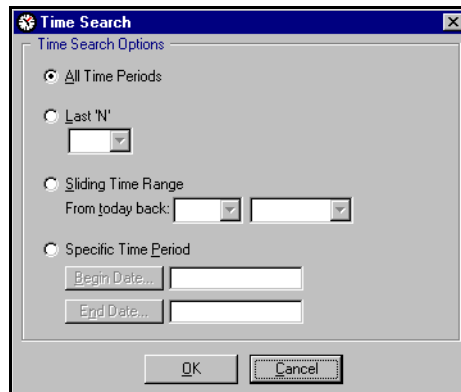 Time Search
Time Search Options
All Time Periods
Last 'N'
Sliding Time Range
From today back:
Specific Time Period
Begin Date...
End Date...
OK Cancel